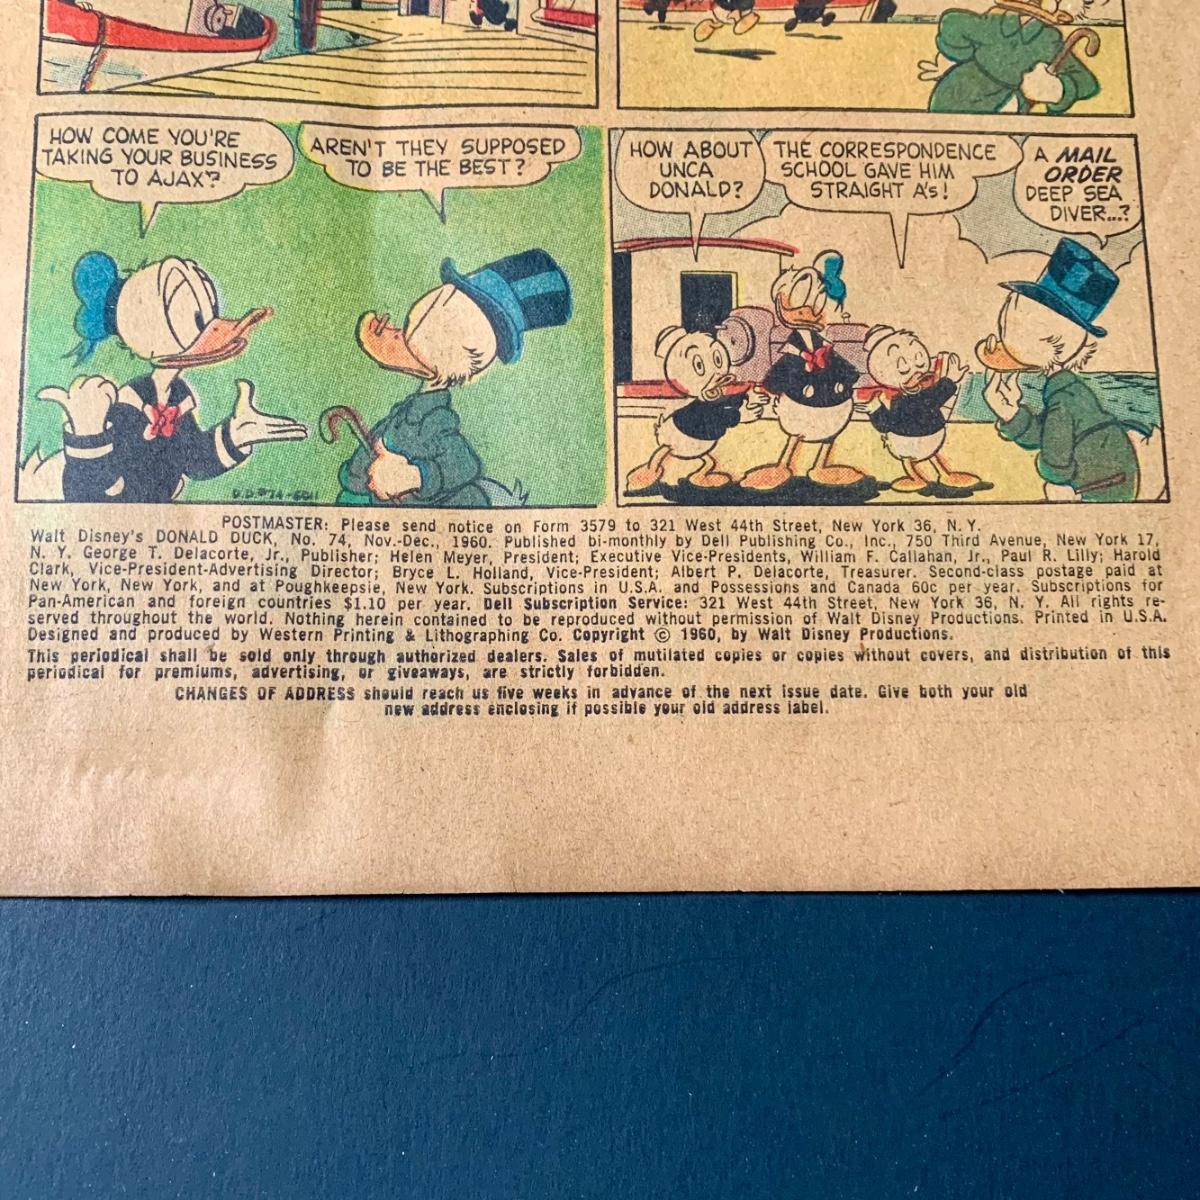 HOW COME YOU'RE
TAKING YOUR BUSINESS
TO AJAX?
AREN'T THEY SUPPOSED
TO BE THE BEST?
D.D. #74-6011
HOW ABOUT
UNCA
DONALD?
THE CORRESPONDENCE
SCHOOL GAVE HIM
STRAIGHT A's!
A MAIL
ORDER
DEEP SEA
DIVER...?
POSTMASTER: Please send notice on Form 3579 to 321 West 44th Street, New York 36, N. Y.
Walt Disney's DONALD DUCK, No. 74, Nov.-Dec., 1960. Published bi-monthly by Dell Publishing Co., Inc., 750 Third Avenue, New York 17,
N. Y. George T. Delacorte, Jr., Publisher; Helen Meyer, President; Executive Vice-Presidents, William F. Callahan, Jr., Paul R. Lilly; Harold
Clark, Vice-President-Advertising Director; Bryce L. Holland, Vice-President; Albert P. Delacorte, Treasurer. Second-class postage paid at
New York, New York, and at Poughkeepsie, New York. Subscriptions in U.S.A. and Possessions and Canada 60c per year. Subscriptions for
Pan-American and foreign countries $1.10 per year. Dell Subscription Service: 321 West 44th Street, New York 36, N. Y. All rights re-
served throughout the world. Nothing herein contained to be reproduced without permission of Walt Disney Productions. Printed in U.S.A.
Designed and produced by Western Printing & Lithographing Co. Copyright © 1960, by Walt Disney Productions.
This periodical shall be sold only through authorized dealers. Sales of mutilated copies or copies without covers, and distribution of this
periodical for premiums, advertising, or giveaways, are strictly forbidden.
CHANGES OF ADDRESS should reach us five weeks in advance of the next issue date. Give both your old
new address enclosing if possible your old address label.